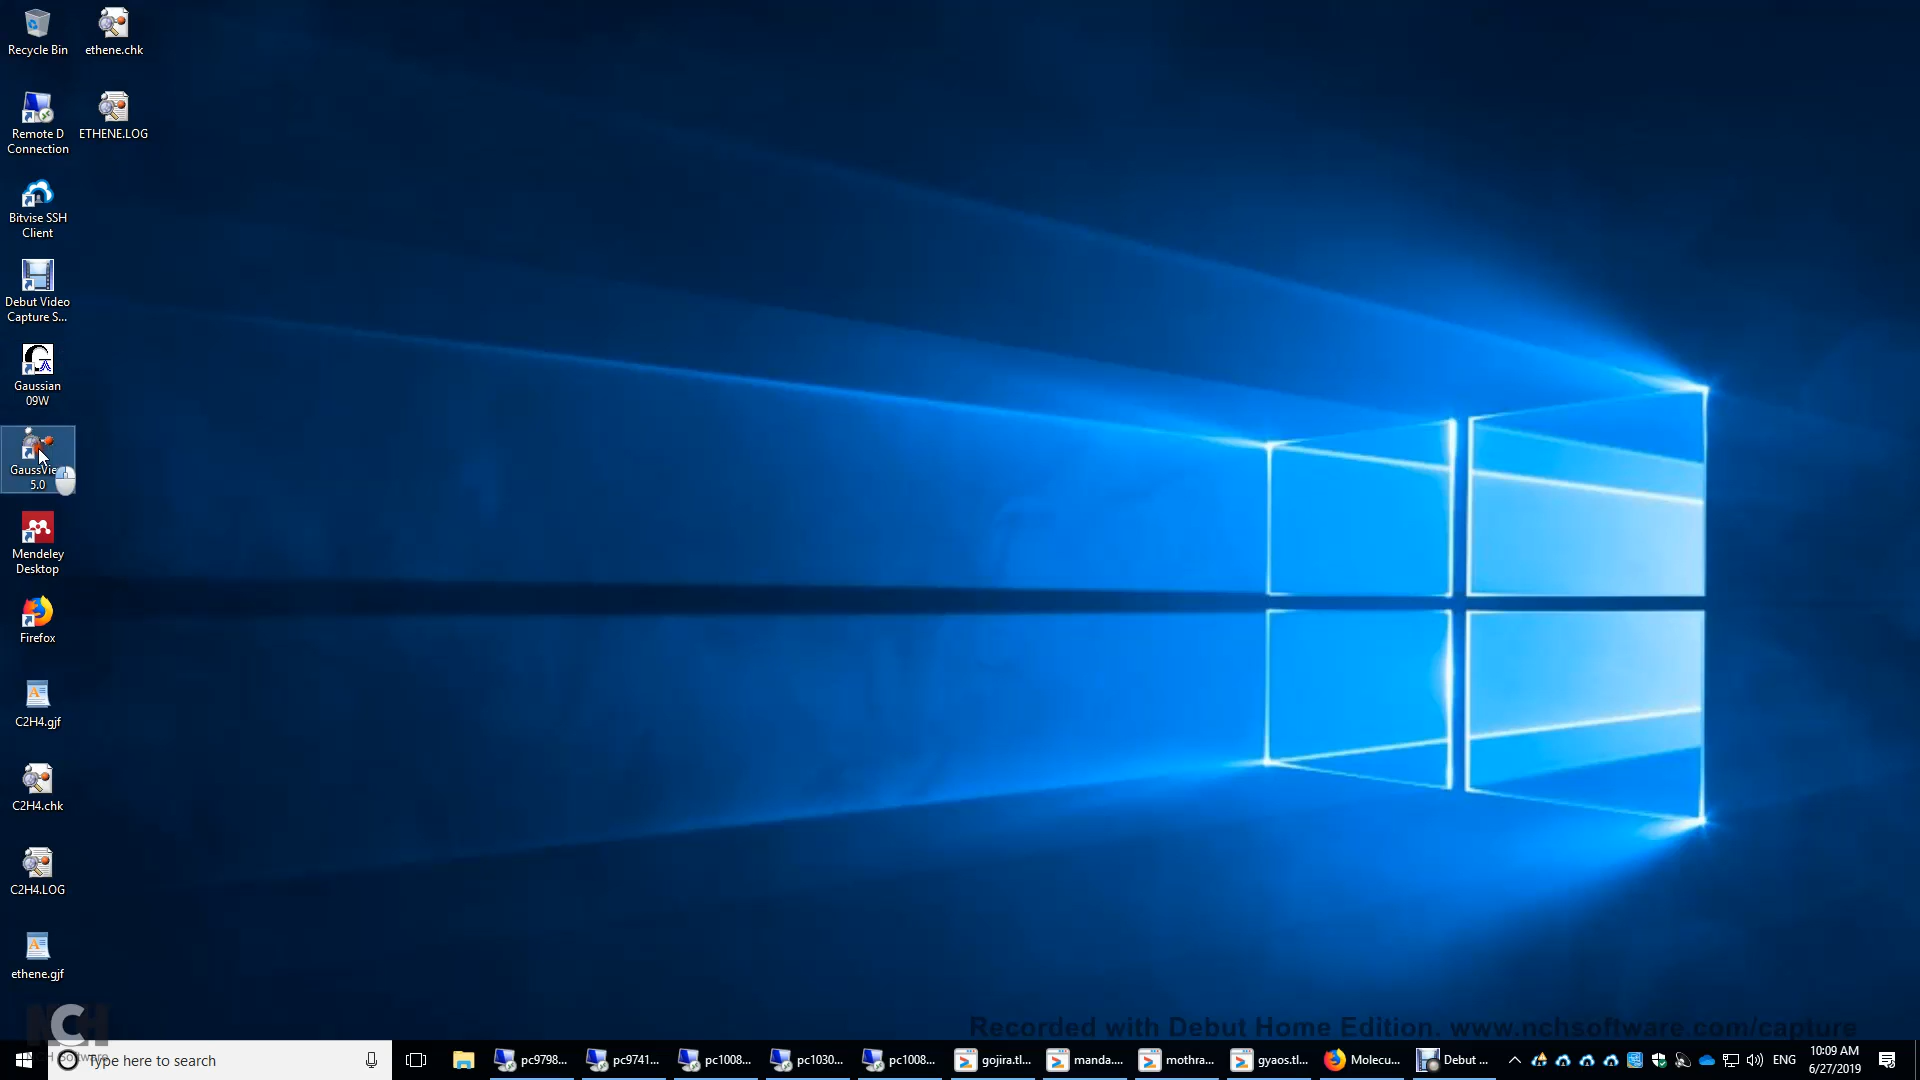 Recycle Bin
ethene.chk
Remote D
Connection
ETHENE.LOG
Bitvise SSH
Client
Debut Video
Capture S...
Gaussian
09W
5.0
Mendeley
Desktop
Firefox
C2H4.gjf
C2H4.chk
C2H4.LOG
ethene.gjf
NCH
Recorded with Debut Home Edition. www.nchsoftware.com/capture
Type here to search
pc9798...
pc9741...
pc1008...
pc1030...
pc1008...
gojira.tl...
manda....
mothra...
gyaos.tl...
Molecu...
Debut ...
ENG
10:09 AM
6/27/2019